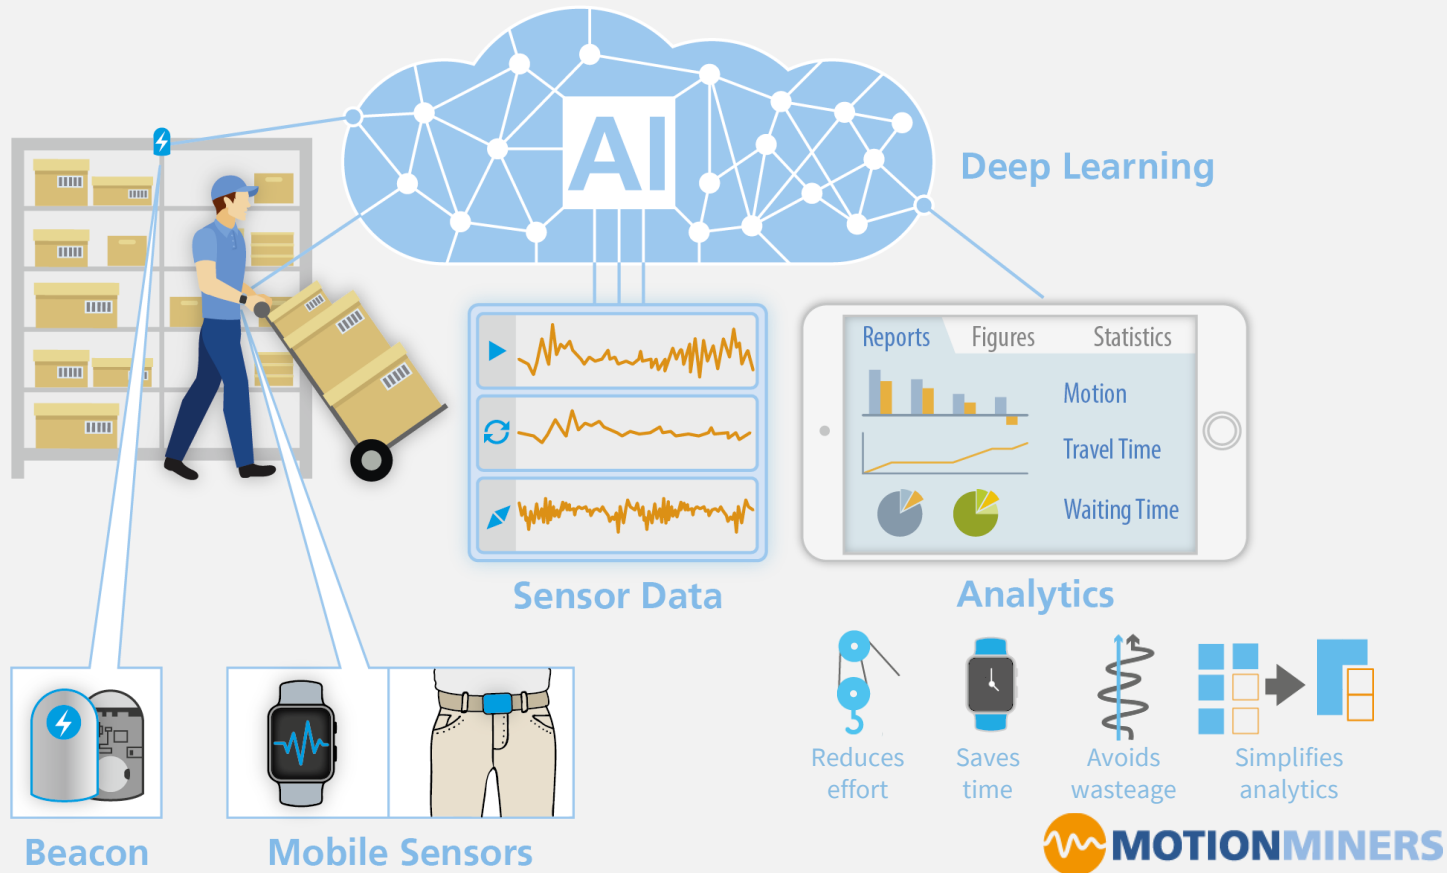 AI
Deep Learning
Reports Figures Statistics
Motion
Travel Time
Waiting Time
Sensor Data
Analytics
Reduces
effort
Saves
time
Avoids
wasteage
Simplifies
analytics
Beacon
Mobile Sensors
MOTIONMINERS